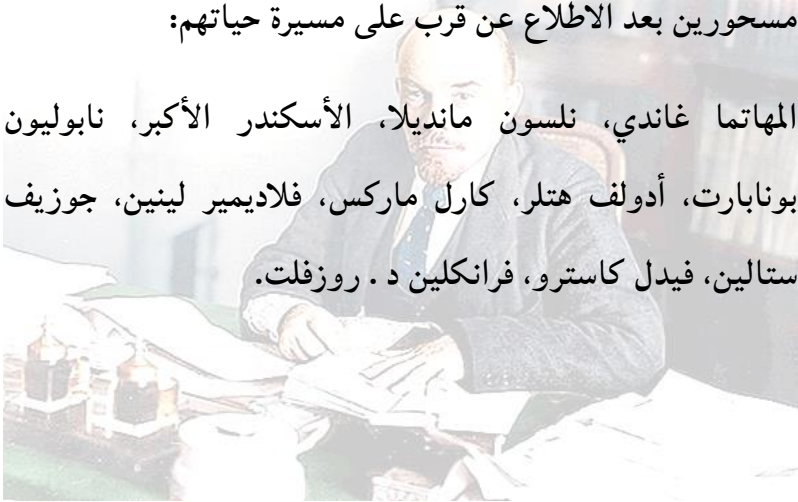 مسحورين بعد الاطلاع عن قرب على مسيرة حياتهم:
المهاتما غاندي، نلسون مانديلا، الأسكندر الأكبر، نابوليون
بونابارت، أدولف هتلر، كارل ماركس، فلاديمير لينين، جوزيف
ستالين، فيدل كاسترو، فرانكلين د . روزفلت.